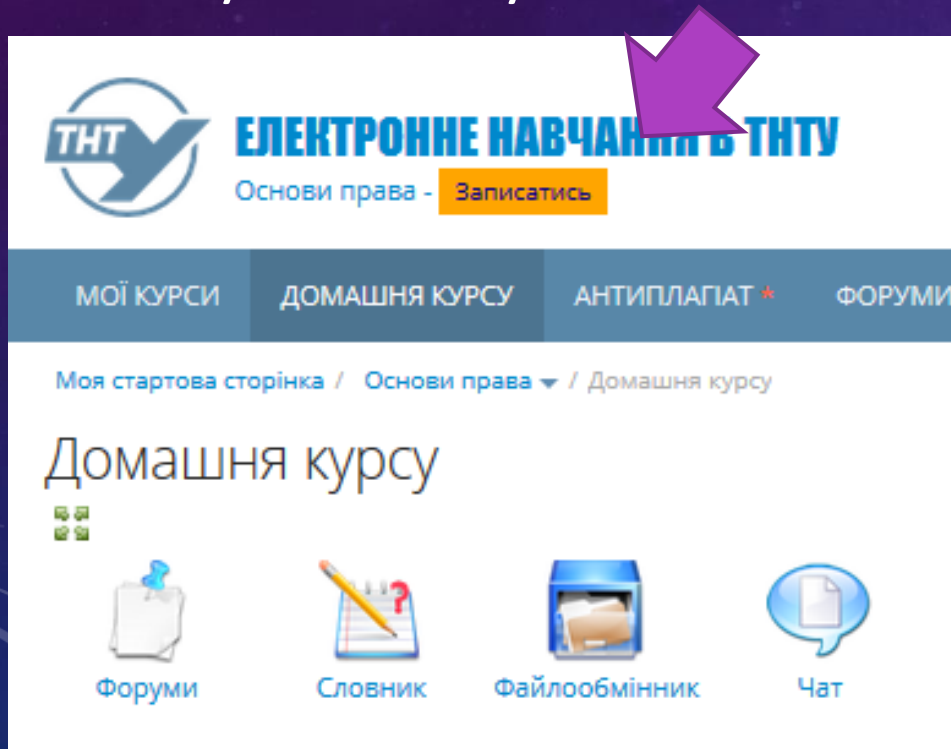 ТНТУ
ЕЛЕКТРОННЕ НАВЧАННЯ В ТНТУ
Основи права - Записатись
МОЇ КУРСИ ДОМАШНЯ КУРСУ АНТИПЛАГІАТ * ФОРУМИ
Моя стартова сторінка / Основи права / Домашня курсу
Домашня курсу
Форуми Словник Файлообмінник Чат